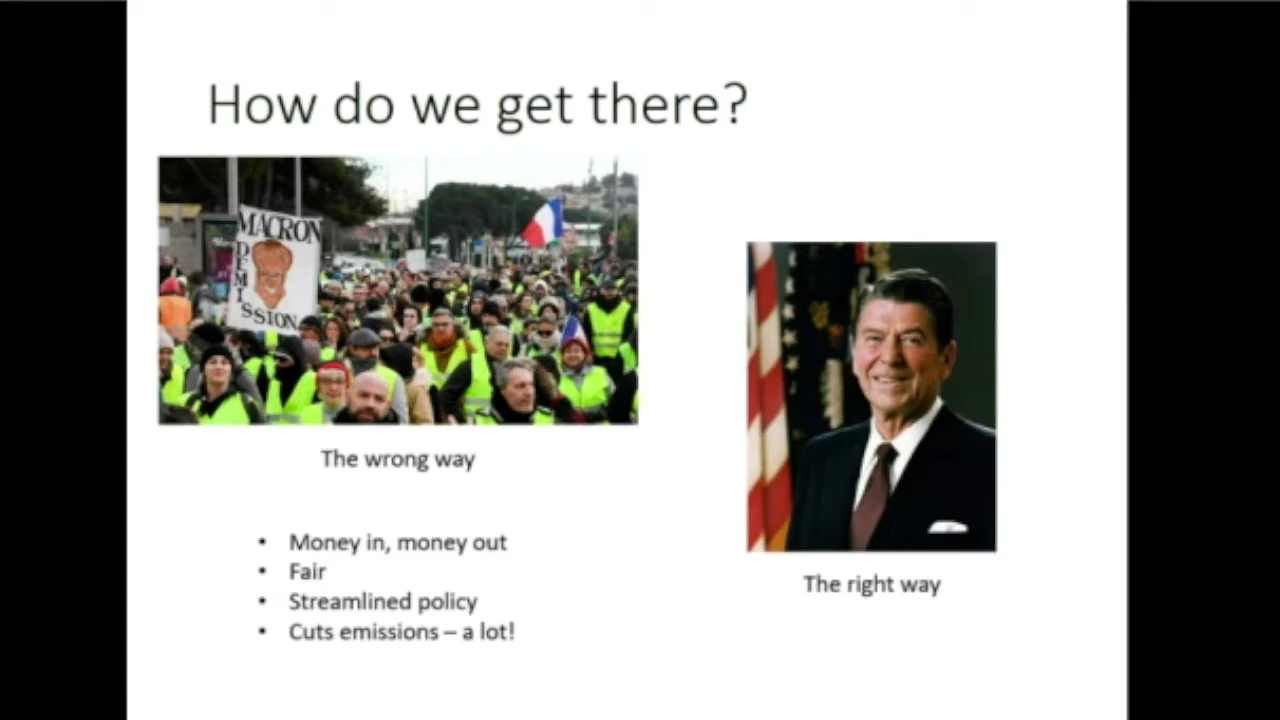 How do we get there?
MACRON
DEMISSION
The wrong way
• Money in, money out
• Fair
• Streamlined policy
• Cuts emissions – a lot!
The right way